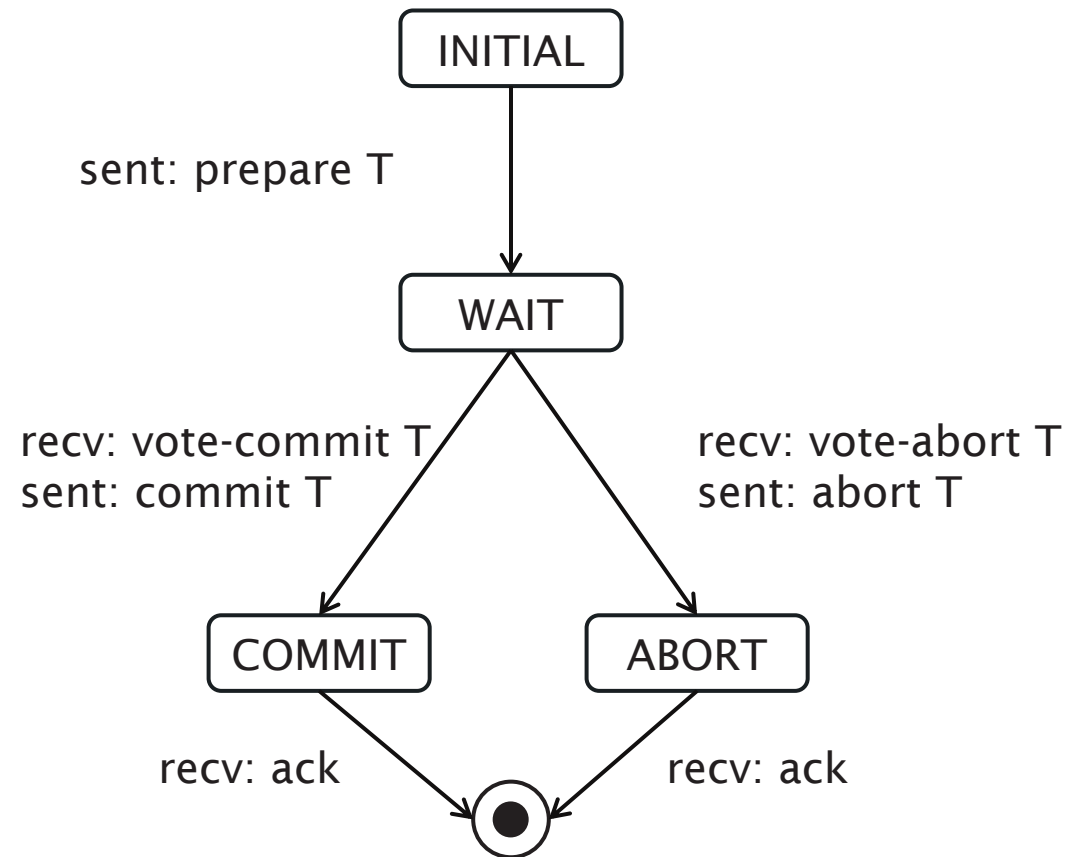 INITIAL
sent: prepare T
WAIT
recv: vote-commit T
sent: commit T
recv: vote-abort T
sent: abort T
COMMIT
ABORT
recv: ack
recv: ack